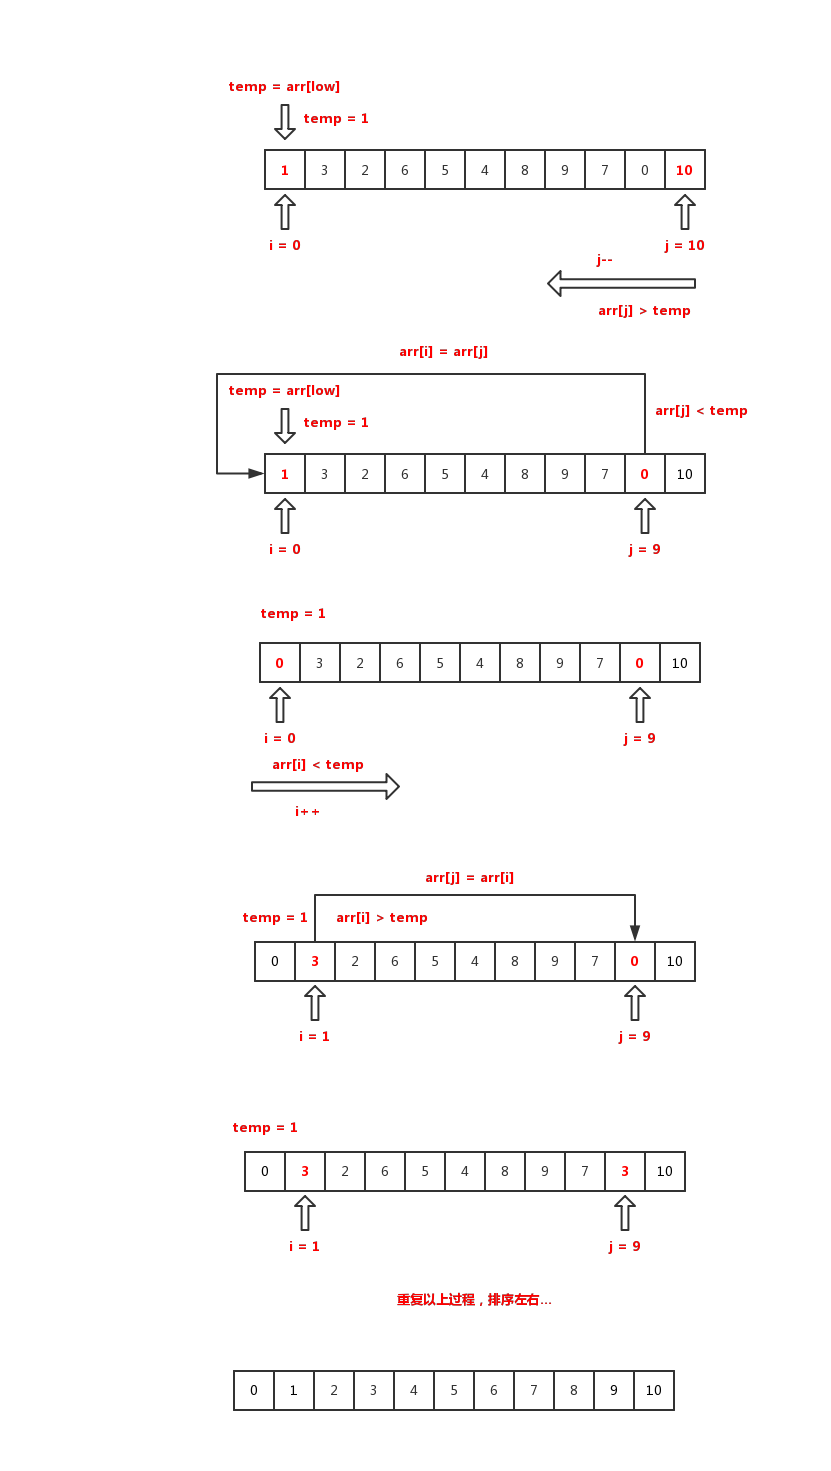 temp = arr[low]
temp = 1
1 3 2 6 5 4 8 9 7 0 10
i = 0 j = 10
j--
arr[j] > temp
arr[i] = arr[j]
temp = arr[low]
arr[j] < temp
temp = 1
1 3 2 6 5 4 8 9 7 0 10
i = 0 j = 9
temp = 1
0 3 2 6 5 4 8 9 7 0 10
i = 0 j = 9
arr[i] < temp
i++
arr[j] = arr[i]
temp = 1 arr[i] > temp
0 3 2 6 5 4 8 9 7 0 10
i = 1 j = 9
temp = 1
0 3 2 6 5 4 8 9 7 3 10
i = 1 j = 9
重复以上过程，排序左右...
0 1 2 3 4 5 6 7 8 9 10